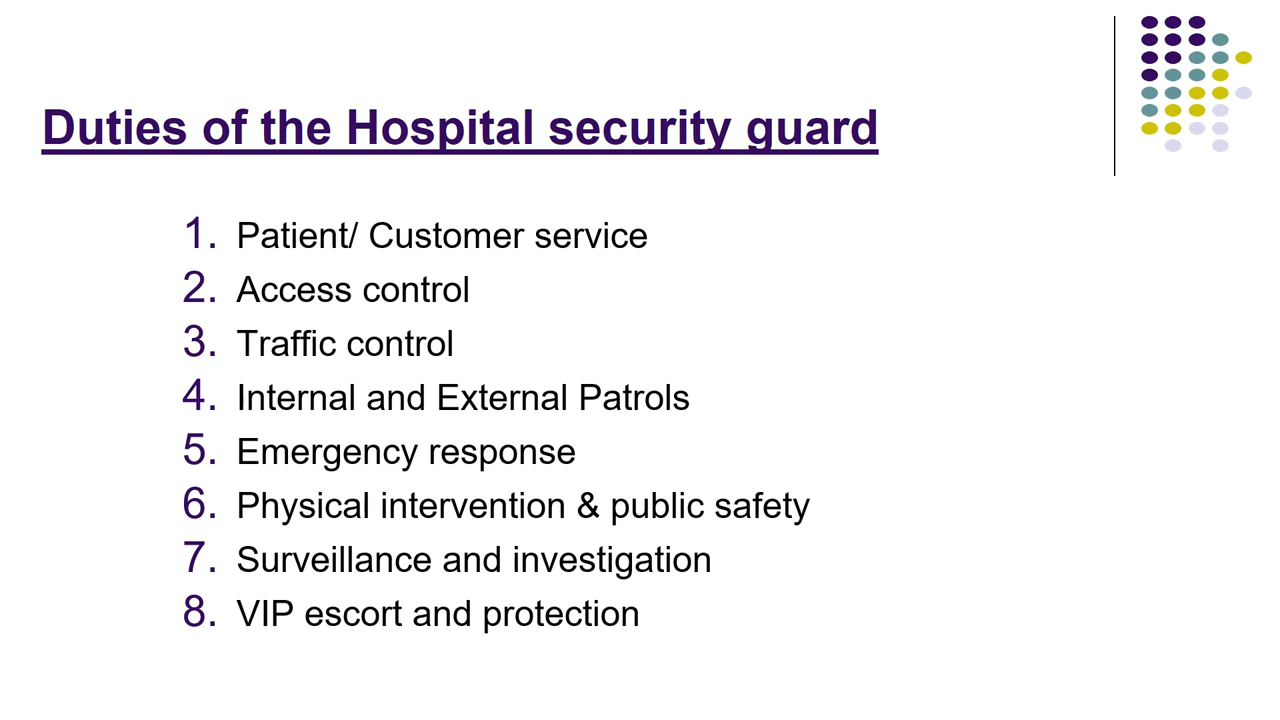 Duties of the Hospital security guard
1. Patient/ Customer service
2. Access control
3. Traffic control
4. Internal and External Patrols
5. Emergency response
6. Physical intervention & public safety
7. Surveillance and investigation
8. VIP escort and protection